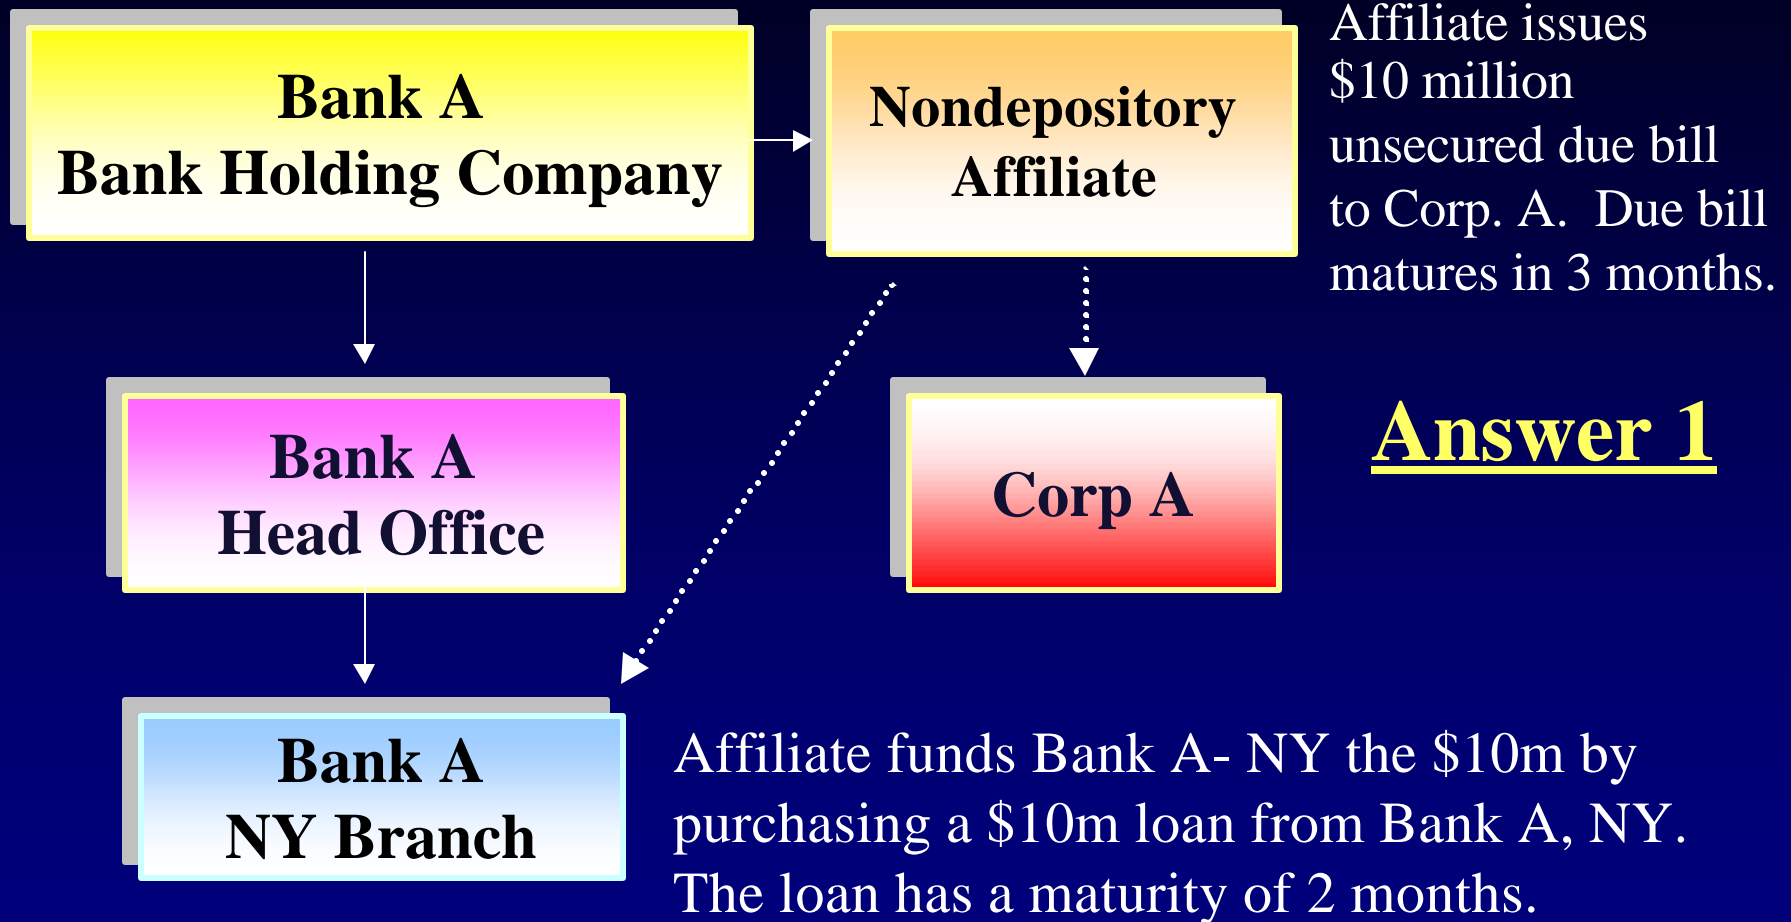 Bank A
Bank Holding Company
Nondepository
Affiliate
Affiliate issues
$10 million
unsecured due bill
to Corp. A.  Due bill
matures in 3 months.
Bank A
Head Office
Corp A
Answer 1
Bank A
NY Branch
Affiliate funds Bank A- NY the $10m by
purchasing a $10m loan from Bank A, NY.
The loan has a maturity of 2 months.